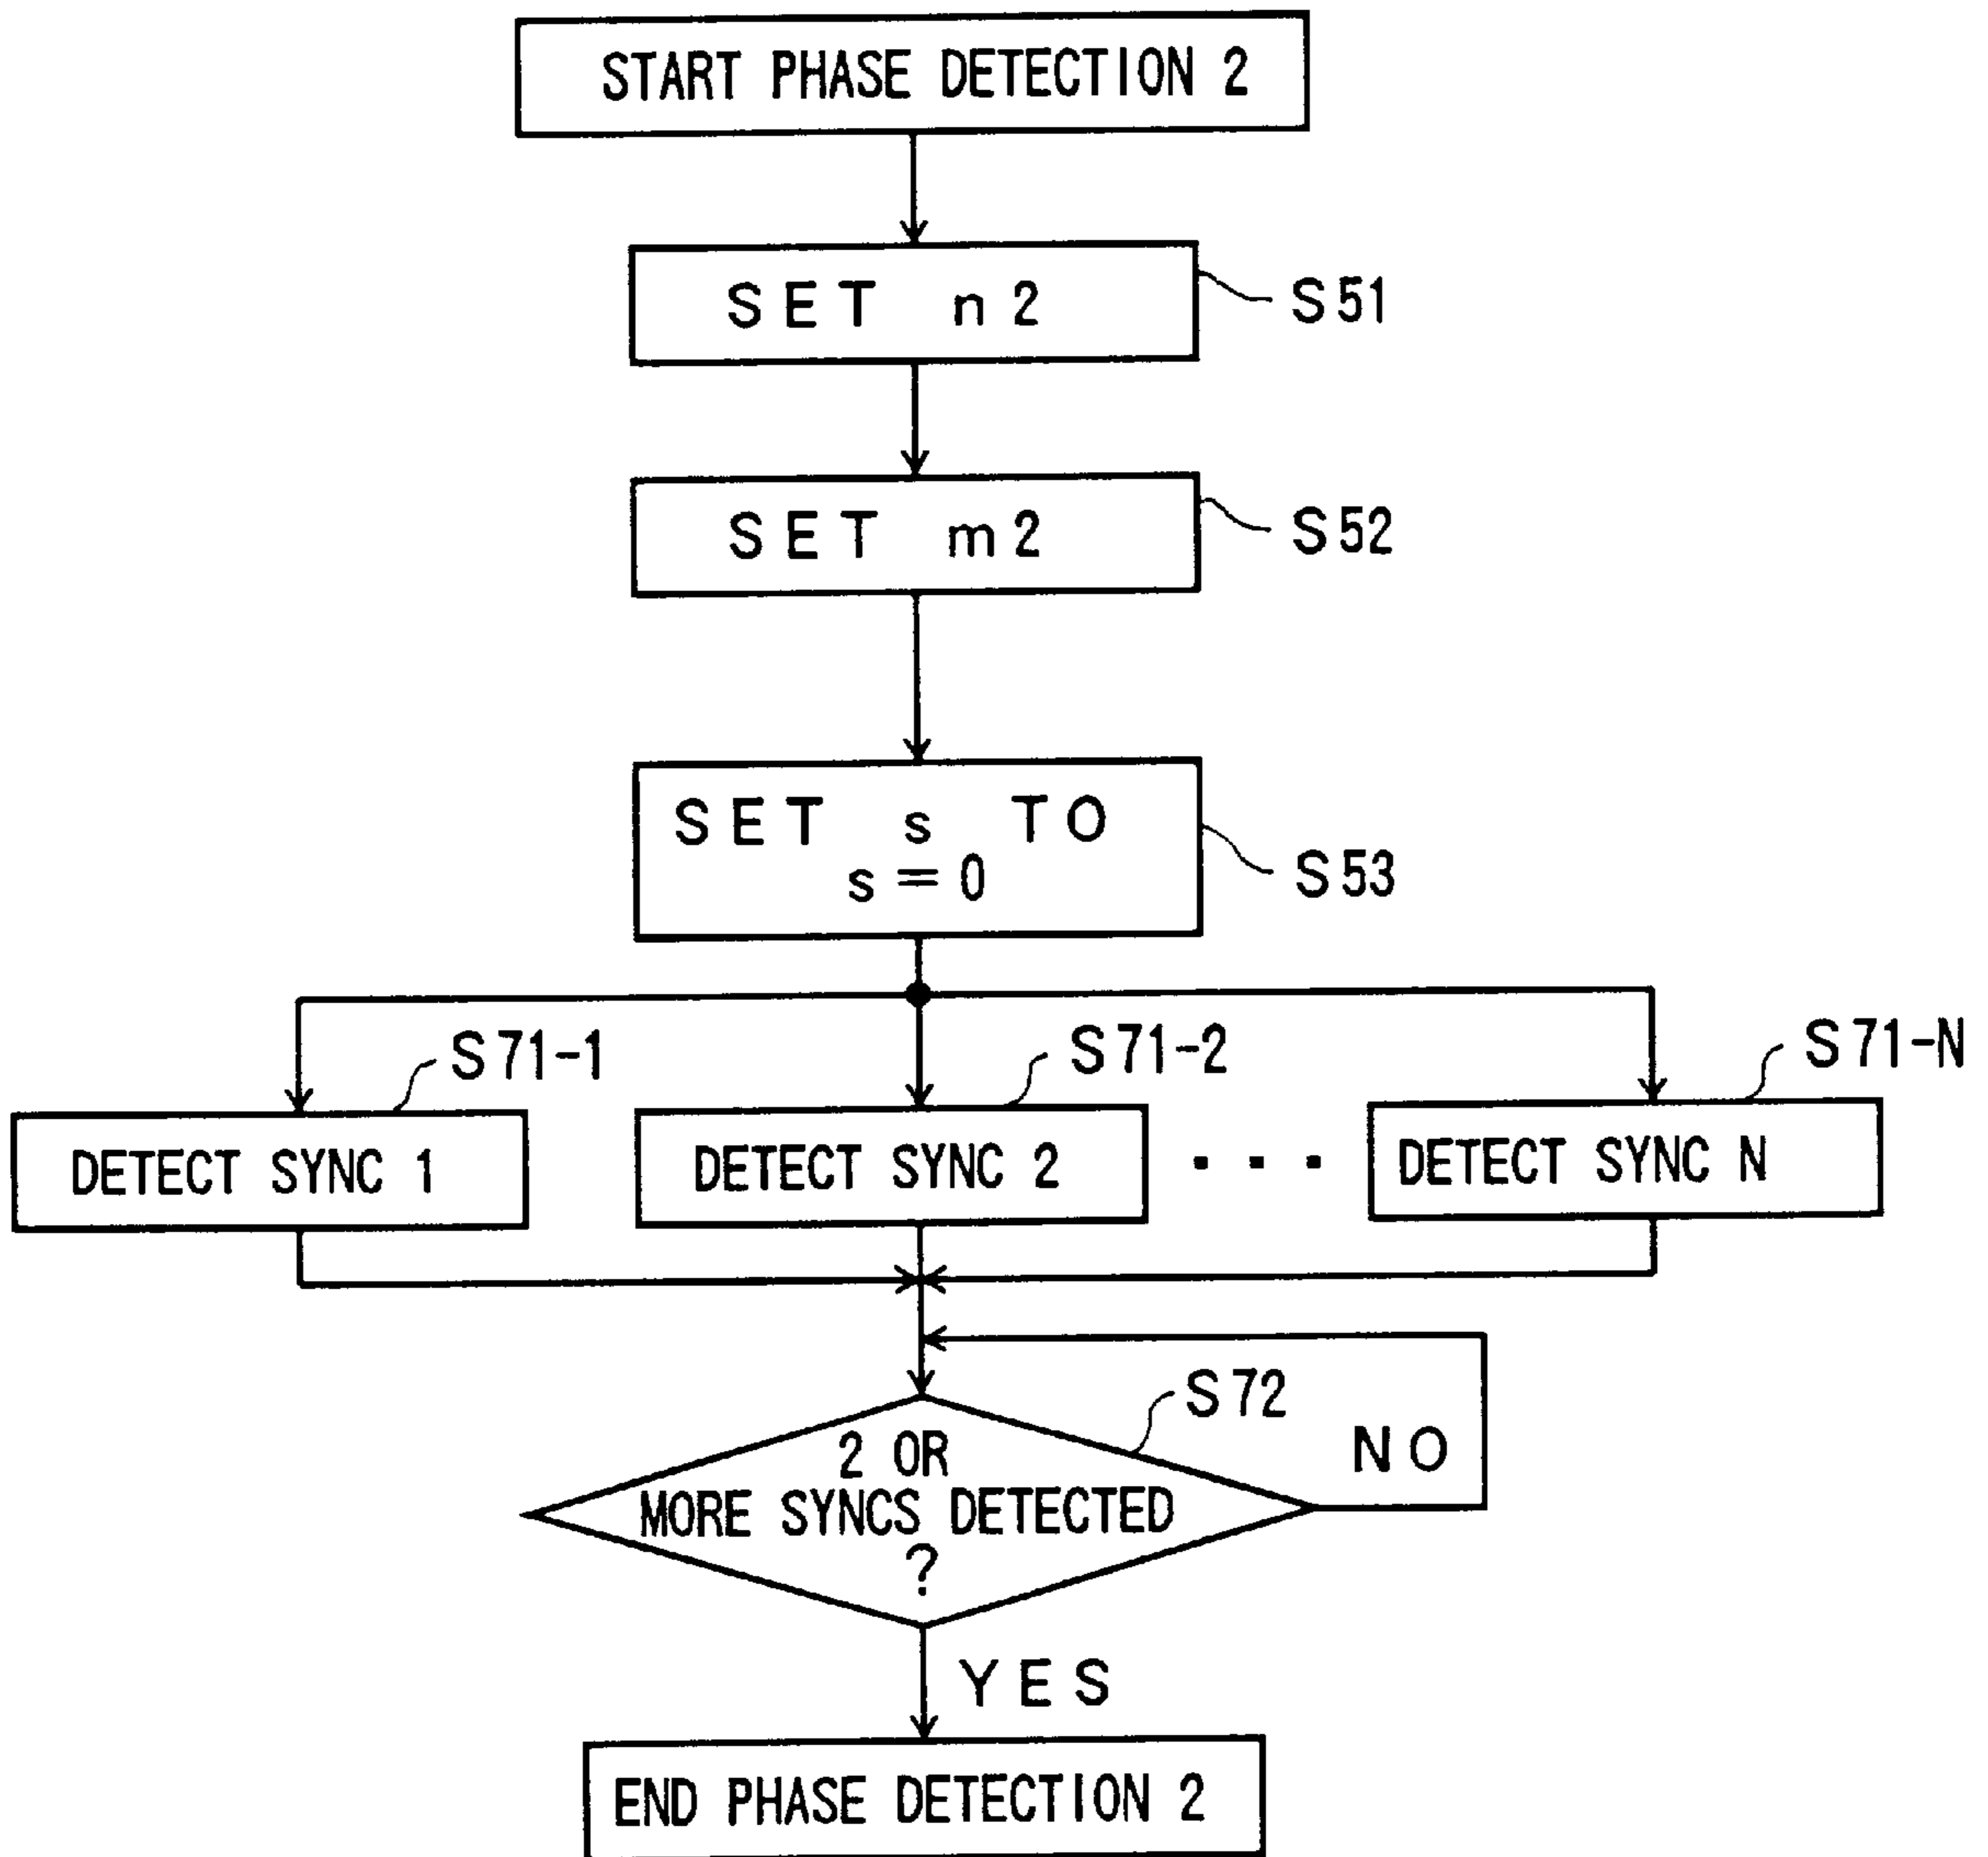 START PHASE DETECTION 2
SET n2
S51
SET m2
S52
SET s TO
s=0
S53
S71-1
S71-2
S71-N
DETECT SYNC 1
DETECT SYNC 2
...
DETECT SYNC N
S72
NO
2 OR
MORE SYNCS DETECTED
?
YES
END PHASE DETECTION 2